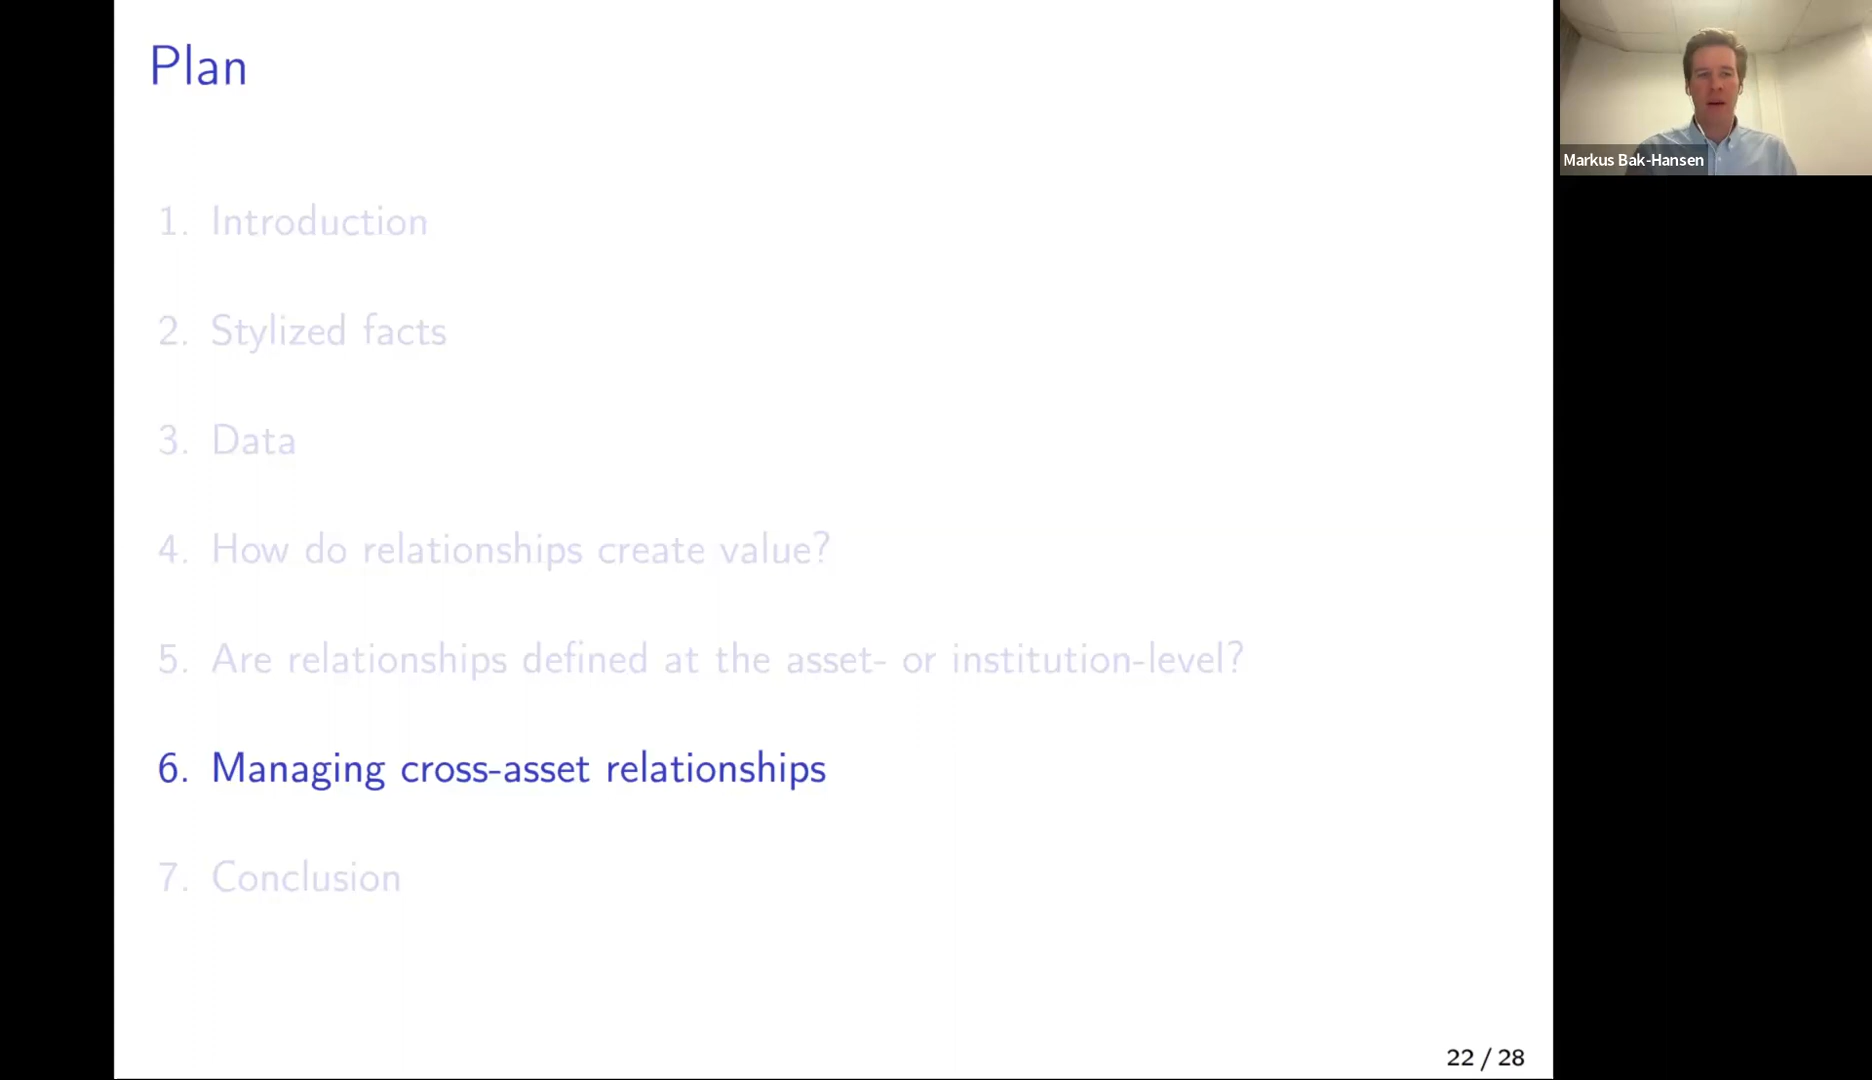 Plan
1. Introduction
2. Stylized facts
3. Data
4. How do relationships create value?
5. Are relationships defined at the asset- or institution-level?
6. Managing cross-asset relationships
7. Conclusion
22 / 28
Markus Bak-Hansen